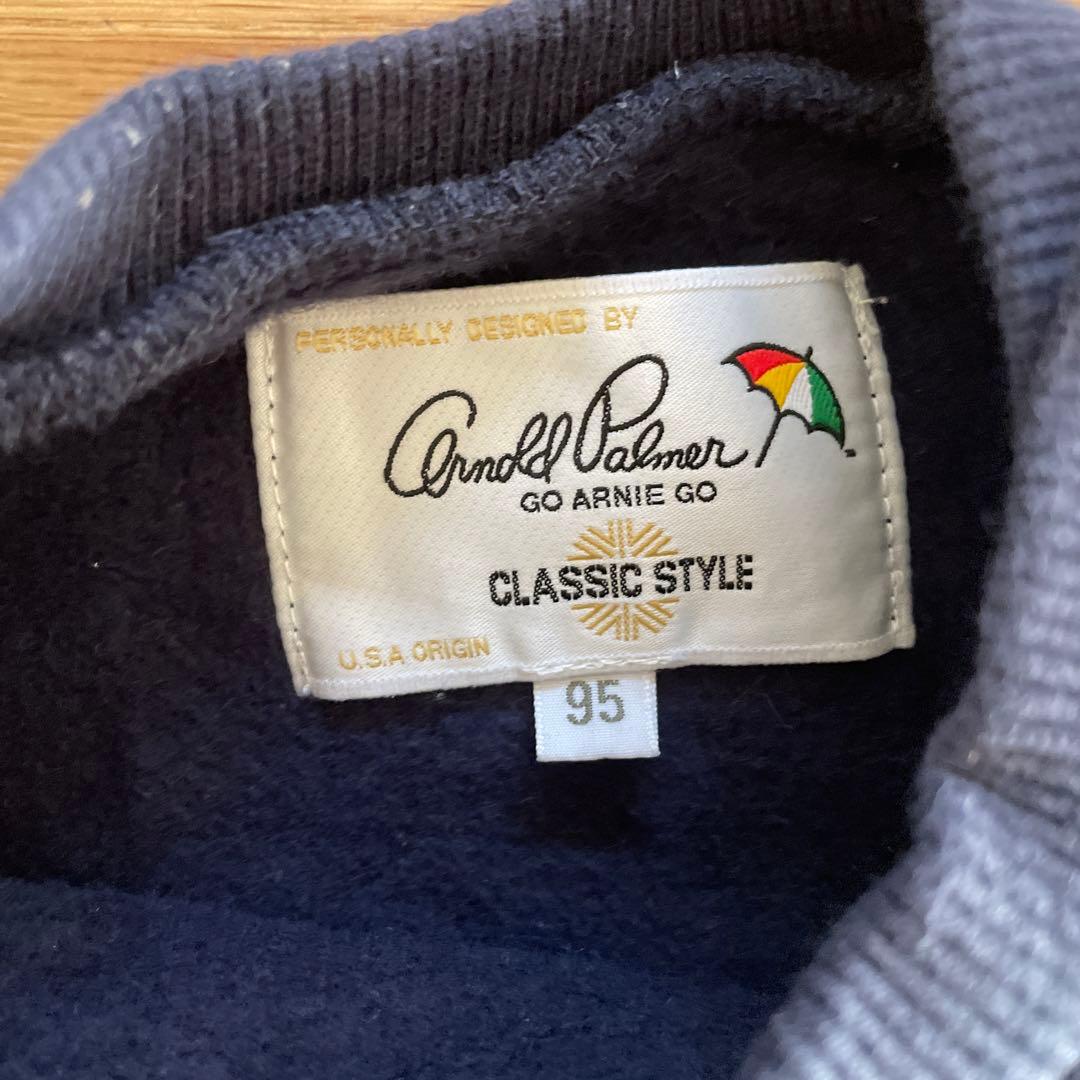 PERSONALLY DESIGNED BY
Arnold Palmer
GO ARNIE GO
CLASSIC STYLE
U.S.A ORIGIN
95